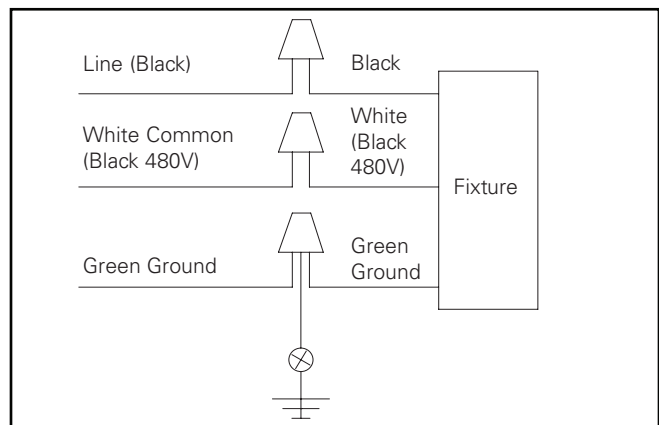 Line (Black)
Black
White Common
(Black 480V)
White
(Black
480V)
Fixture
Green Ground
Green
Ground